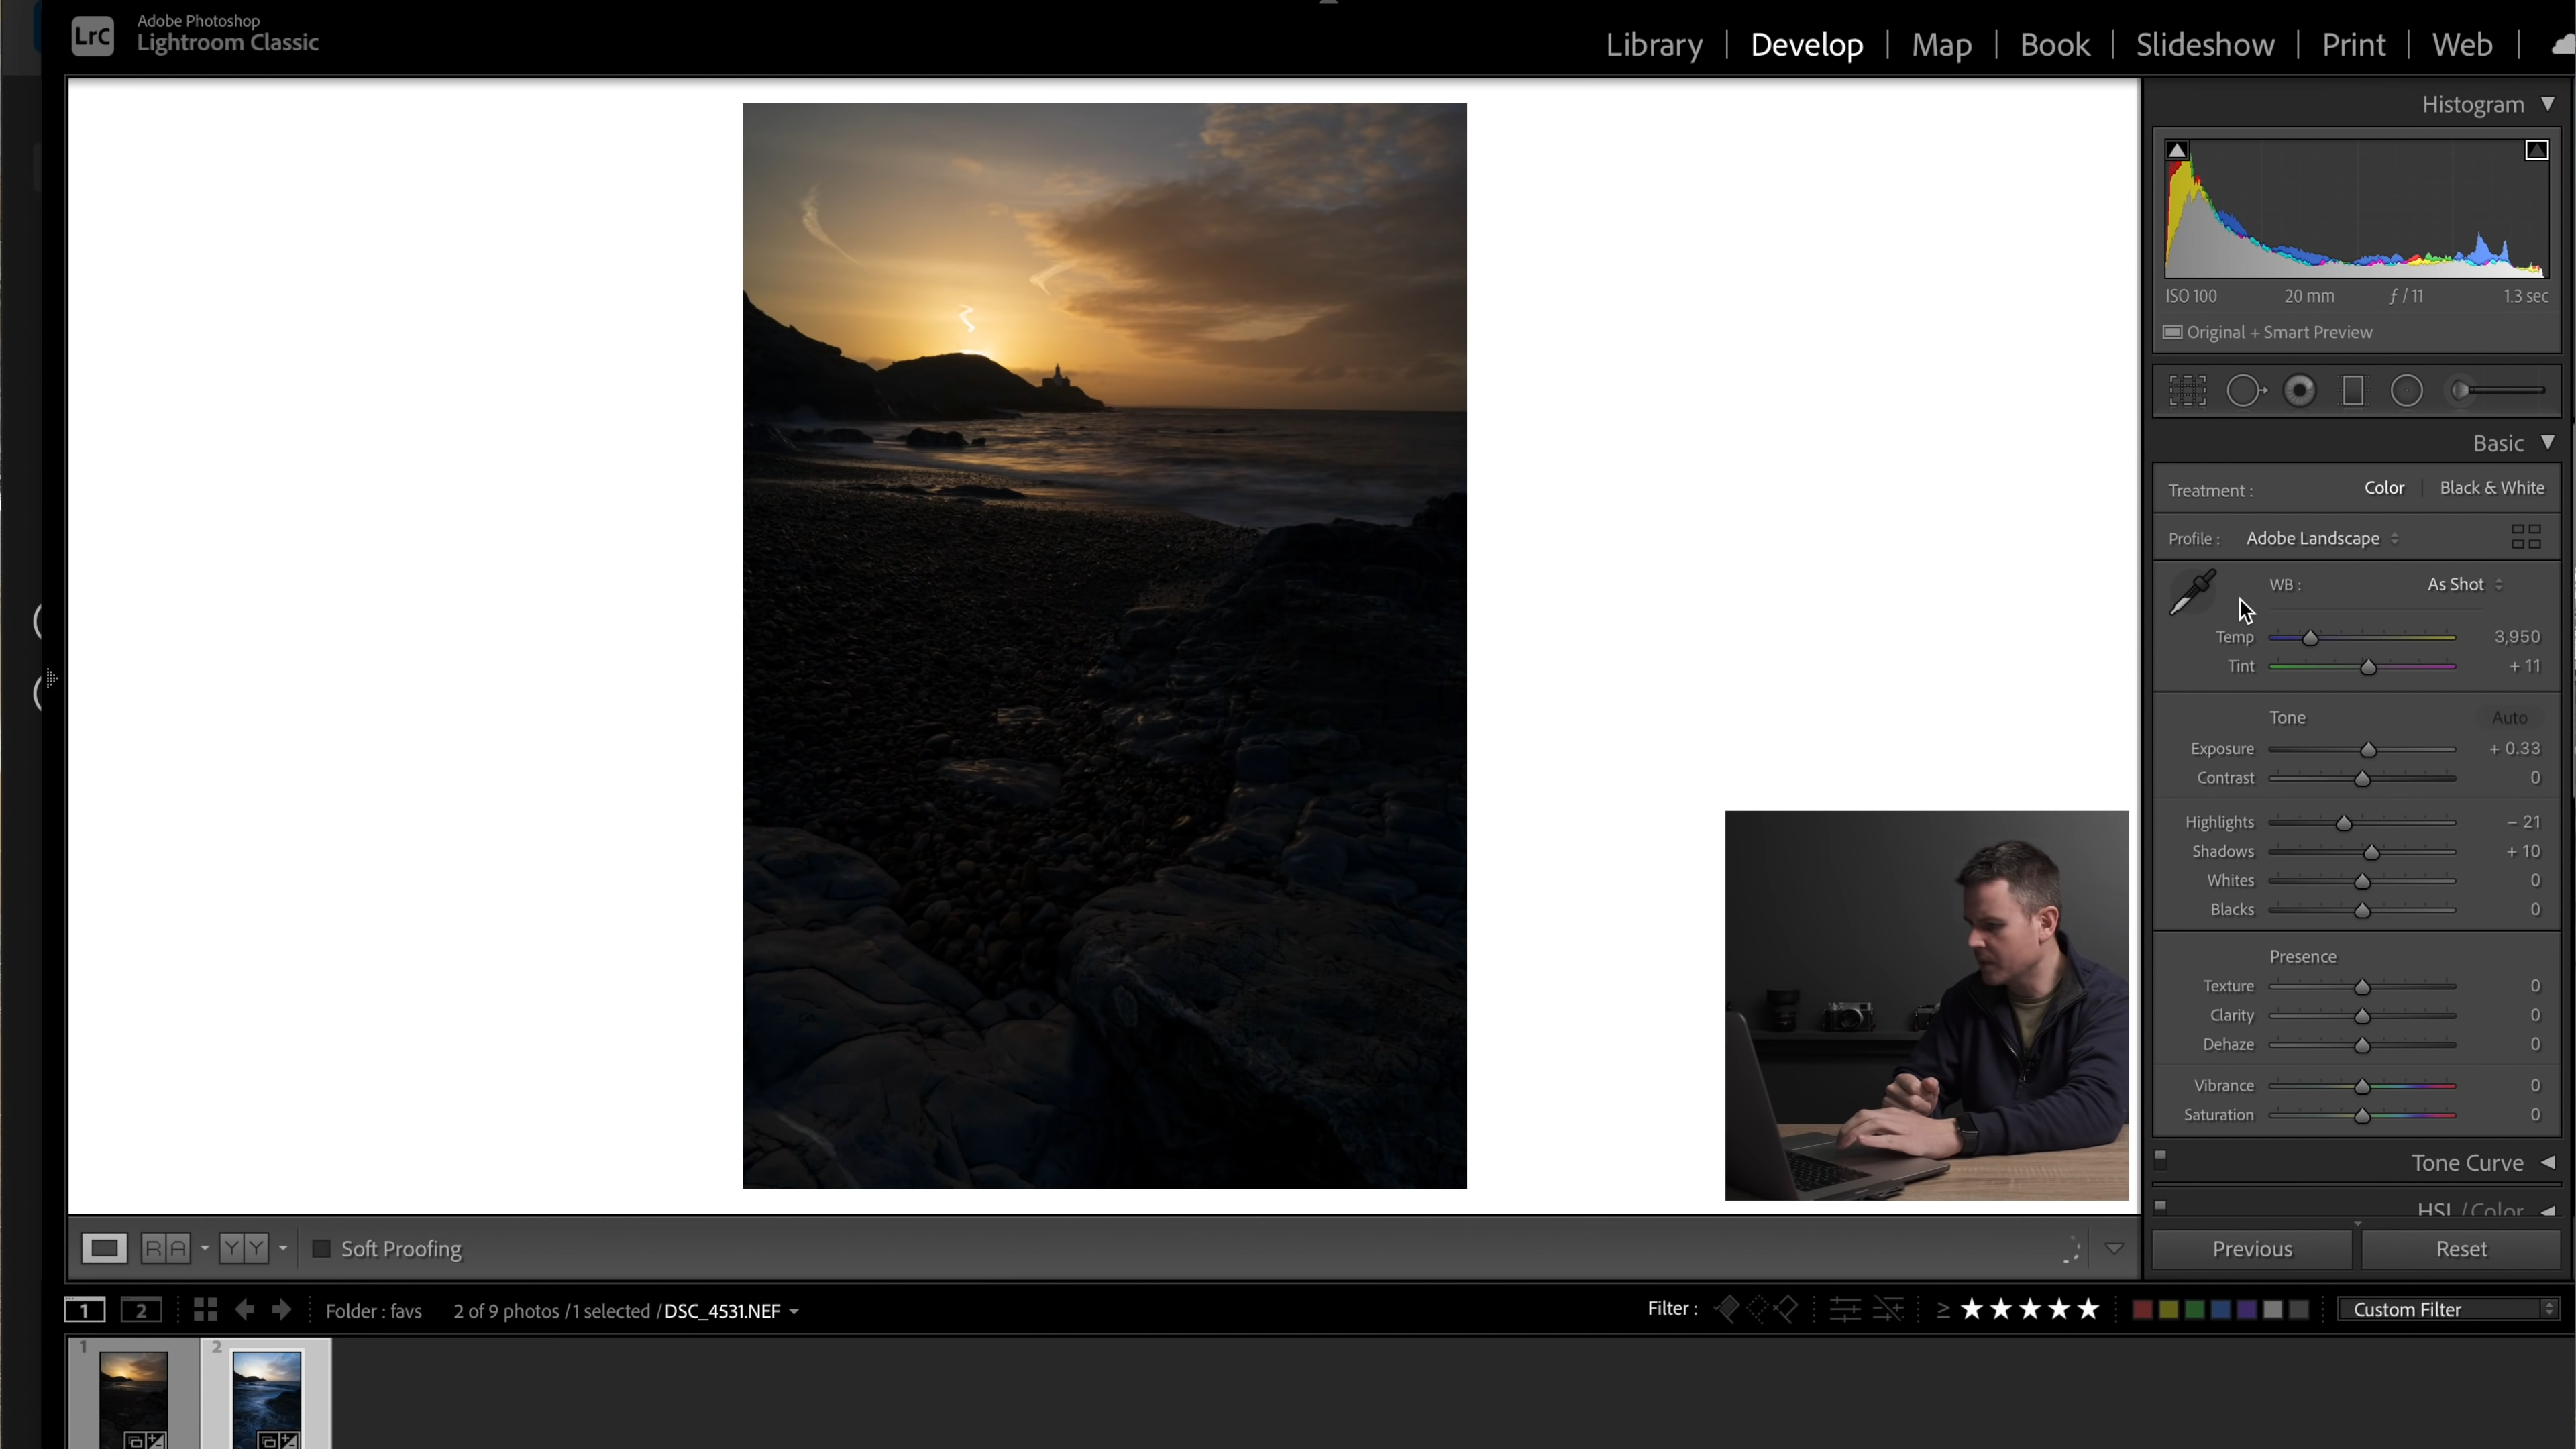 LrC
Adobe Photoshop
Lightroom Classic
Library | Develop | Map | Book | Slideshow | Print | Web |
Histogram
ISO 100 20 mm ƒ / 11 1.3 sec
Original + Smart Preview
Basic
Treatment : Color Black & White
Profile : Adobe Landscape
WB : As Shot
Temp 3,950
Tint + 11
Tone Auto
Exposure + 0.33
Contrast 0
Highlights − 21
Shadows + 10
Whites 0
Blacks 0
Presence
Texture 0
Clarity 0
Dehaze 0
Vibrance 0
Saturation 0
Tone Curve
HSL / Color
Previous Reset
R A Y Y Soft Proofing
1 2 Folder : favs 2 of 9 photos / 1 selected / DSC_4531.NEF Filter : ≥ ★★★★★ Custom Filter
1 2